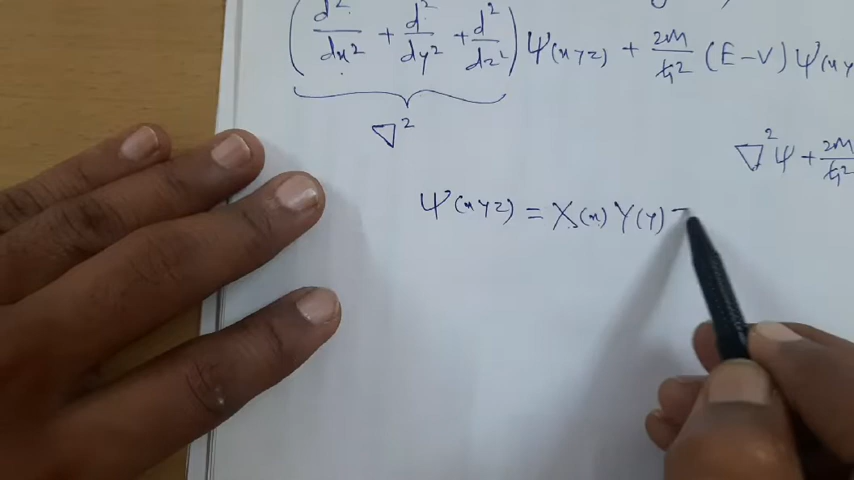 (d²/dx² + d²/dy² + d²/dz²) Ψ(xyz) + 2m/ℏ² (E-V) Ψ(xy
∇²
∇²Ψ + 2m/ℏ²
Ψ(xyz) = X(x) Y(y)